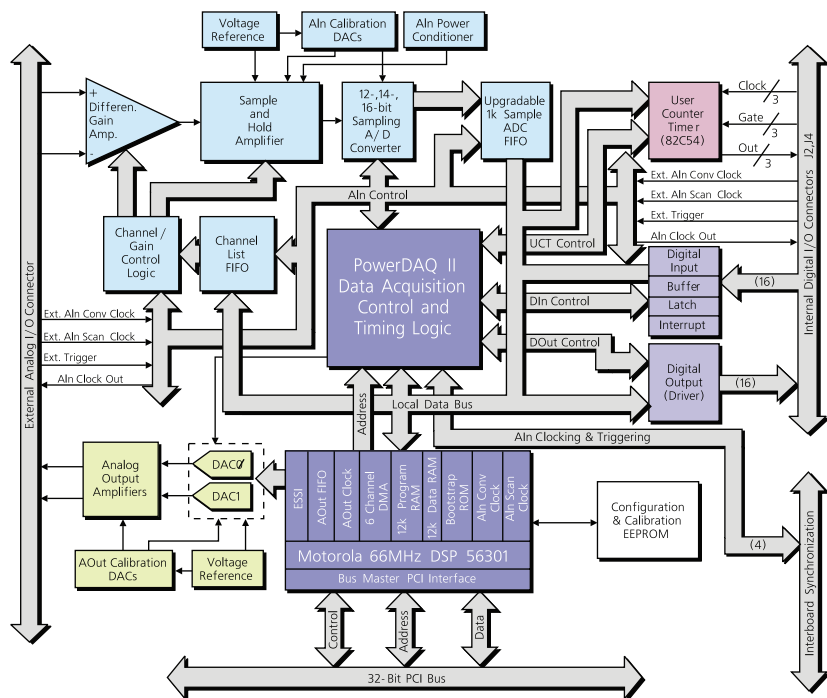 Voltage
Reference
AIn Calibration
DACs
AIn Power
Conditioner
+
Differen.
Gain
Amp.
-
Sample
and
Hold
Amplifier
12-,14-,
16-bit
Sampling
A/D
Converter
Upgradable
1k Sample
ADC
FIFO
User
Counter
Timer
(82C54)
Clock
3
Gate
3
Out
3
Ext. AIn Conv Clock
Ext. AIn Scan Clock
Ext. Trigger
AIn Clock Out
Internal Digital I/O Connectors J2,J4
AIn Control
Channel /
Gain
Control
Logic
Channel
List
FIFO
PowerDAQ II
Data Acquisition
Control and
Timing Logic
UCT Control
DIn Control
DOut Control
Digital
Input
Buffer
Latch
Interrupt
(16)
Digital
Output
(Driver)
(16)
External Analog I/O Connector
Ext. AIn Conv Clock
Ext. AIn Scan Clock
Ext. Trigger
AIn Clock Out
Address
Local Data Bus
AIn Clocking & Triggering
Analog
Output
Amplifiers
DAC0
DAC1
AOut Calibration
DACs
Voltage
Reference
ESSI
AOut FIFO
AOut Clock
6 Channel
DMA
12k Program
RAM
12k Data RAM
Bootstrap
ROM
AIn Conv
Clock
AIn Scan
Clock
Motorola 66MHz DSP 56301
Bus Master PCI Interface
Configuration
& Calibration
EEPROM
(4)
Interboard Synchronization
Control
Address
Data
32-Bit PCI Bus